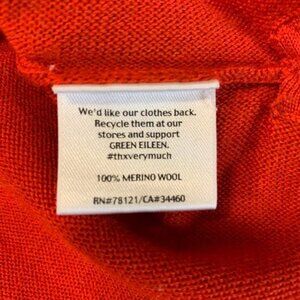 We'd like our clothes back.
Recycle them at our
stores and support
GREEN EILEEN.
#thxverymuch
100% MERINO WOOL
RN#78121/CA#34460